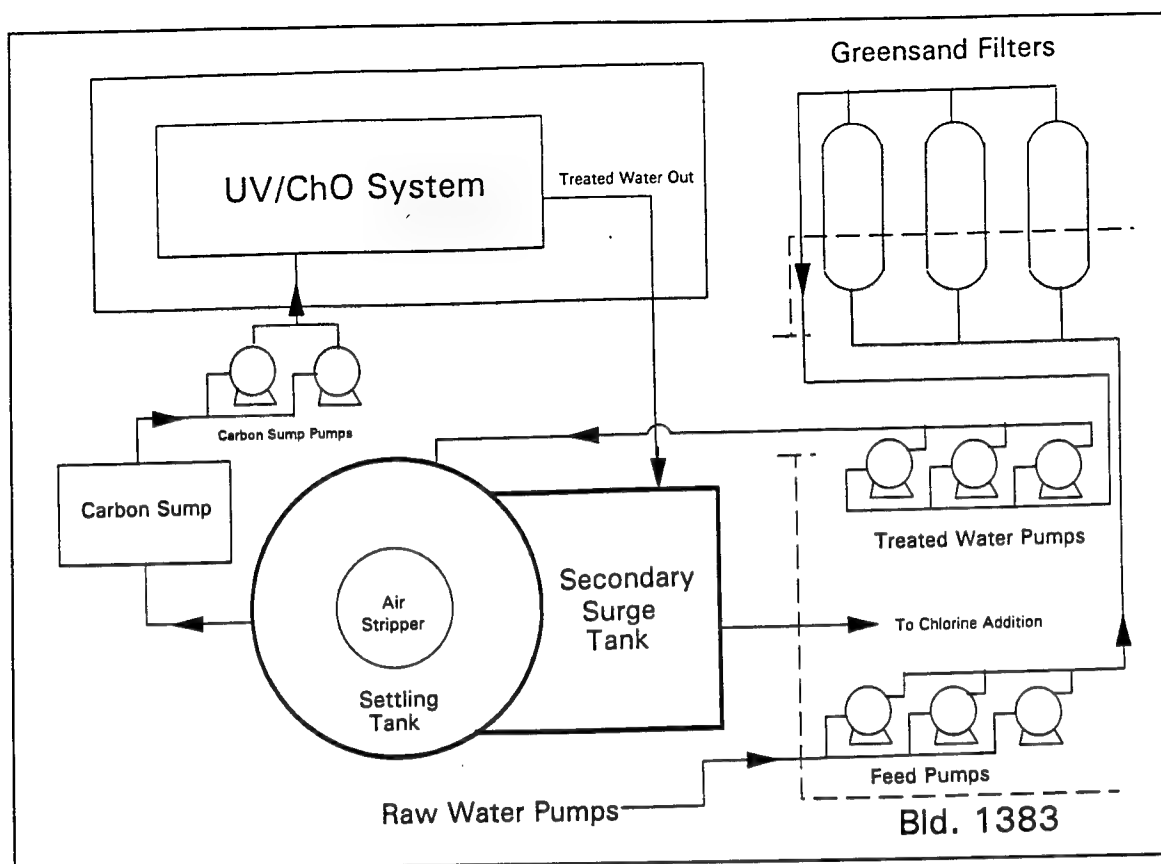 Greensand Filters
UV/ChO System
Treated Water Out
Carbon Sump Pumps
Carbon Sump
Treated Water Pumps
Air
Stripper
Secondary
Surge
Tank
To Chlorine Addition
Settling
Tank
Feed Pumps
Raw Water Pumps
Bld. 1383